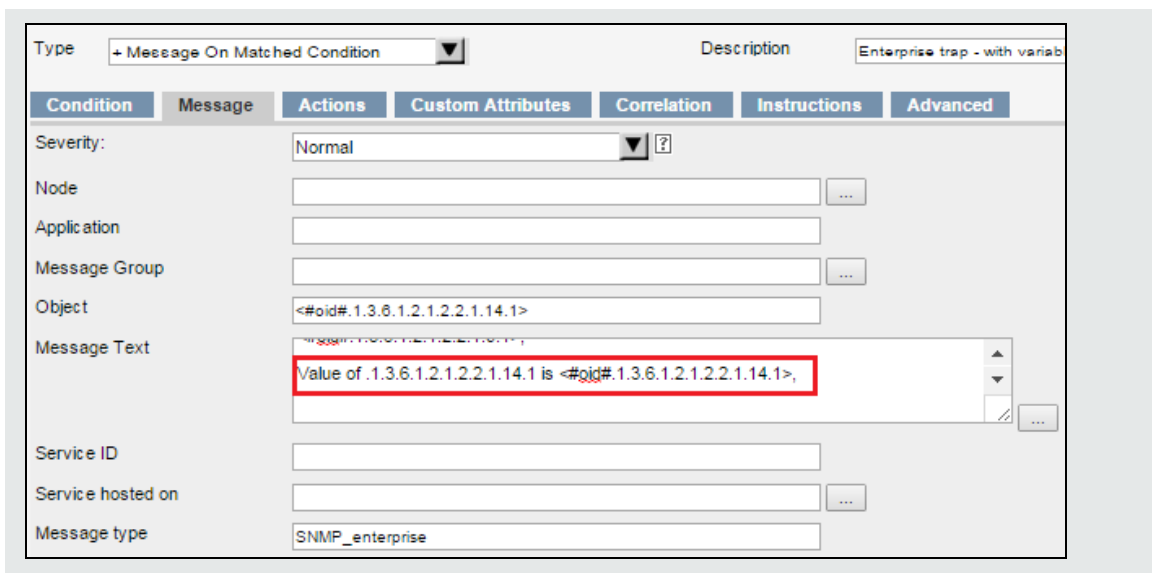 Type + Message On Matched Condition Description Enterprise trap - with variabl
Condition Message Actions Custom Attributes Correlation Instructions Advanced
Severity: Normal ?
Node ...
Application
Message Group ...
Object <#oid#.1.3.6.1.2.1.2.2.1.14.1>
Message Text
Value of .1.3.6.1.2.1.2.2.1.14.1 is <#oid#.1.3.6.1.2.1.2.2.1.14.1>,
...
Service ID
Service hosted on ...
Message type SNMP_enterprise